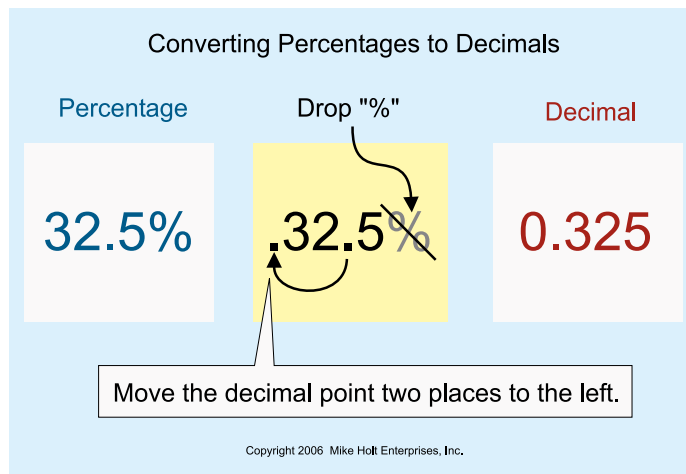 Converting Percentages to Decimals
Percentage
Drop "%"
Decimal
32.5%
.32.5%
0.325
Move the decimal point two places to the left.
Copyright 2006 Mike Holt Enterprises, Inc.